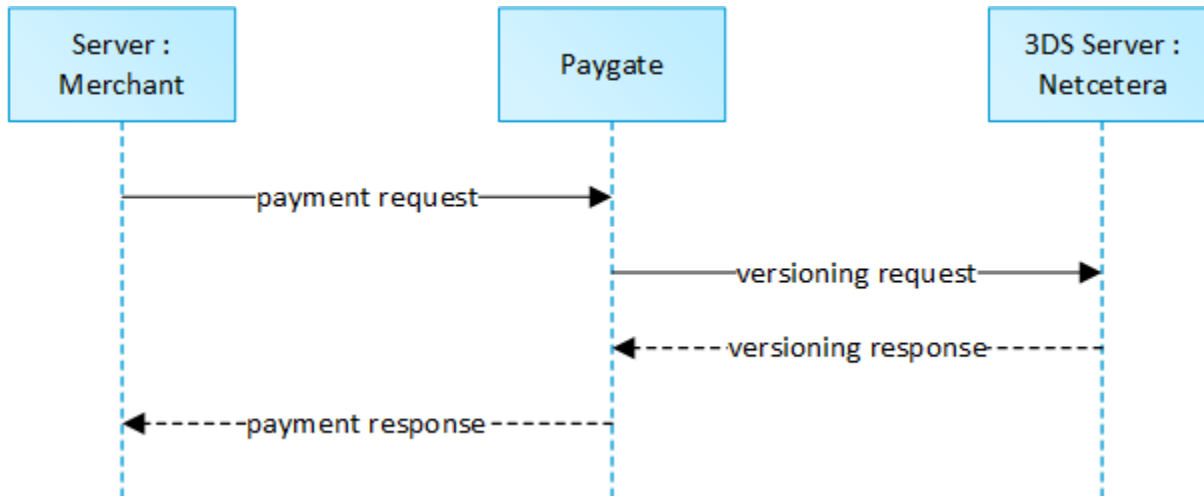 Server :
Merchant
Paygate
3DS Server :
Netcetera
payment request
versioning request
versioning response
payment response